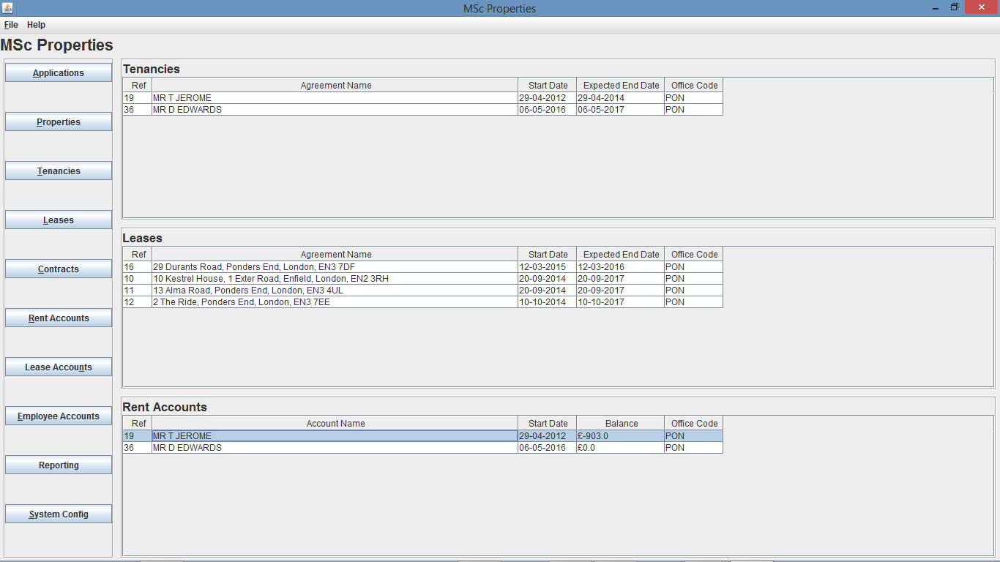 MSc Properties
File Help
MSc Properties
Applications
Properties
Tenancies
Leases
Contracts
Rent Accounts
Lease Accounts
Employee Accounts
Reporting
System Config
Tenancies
Ref Agreement Name Start Date Expected End Date Office Code
19 MR T JEROME 29-04-2012 29-04-2014 PON
36 MR D EDWARDS 06-05-2016 06-05-2017 PON
Leases
Ref Agreement Name Start Date Expected End Date Office Code
16 29 Durants Road, Ponders End, London, EN3 7DF 12-03-2015 12-03-2016 PON
10 10 Kestrel House, 1 Exter Road, Enfield, London, EN2 3RH 20-09-2014 20-09-2017 PON
11 13 Alma Road, Ponders End, London, EN3 4UL 20-09-2014 20-09-2017 PON
12 2 The Ride, Ponders End, London, EN3 7EE 10-10-2014 10-10-2017 PON
Rent Accounts
Ref Account Name Start Date Balance Office Code
19 MR T JEROME 29-04-2012 £-903.0 PON
36 MR D EDWARDS 06-05-2016 £0.0 PON